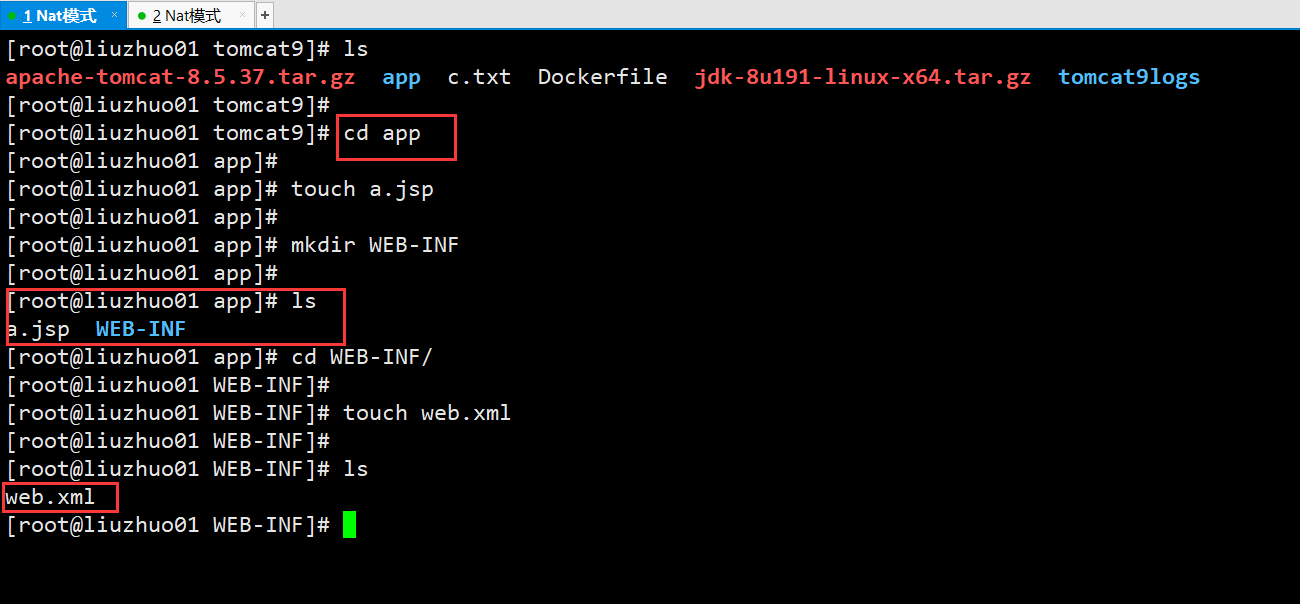 1 Nat模式 × 2 Nat模式 × +
[root@liuzhuo01 tomcat9]# ls
apache-tomcat-8.5.37.tar.gz app c.txt Dockerfile jdk-8u191-linux-x64.tar.gz tomcat9logs
[root@liuzhuo01 tomcat9]#
[root@liuzhuo01 tomcat9]# cd app
[root@liuzhuo01 app]#
[root@liuzhuo01 app]# touch a.jsp
[root@liuzhuo01 app]#
[root@liuzhuo01 app]# mkdir WEB-INF
[root@liuzhuo01 app]#
[root@liuzhuo01 app]# ls
a.jsp WEB-INF
[root@liuzhuo01 app]# cd WEB-INF/
[root@liuzhuo01 WEB-INF]#
[root@liuzhuo01 WEB-INF]# touch web.xml
[root@liuzhuo01 WEB-INF]#
[root@liuzhuo01 WEB-INF]# ls
web.xml
[root@liuzhuo01 WEB-INF]#